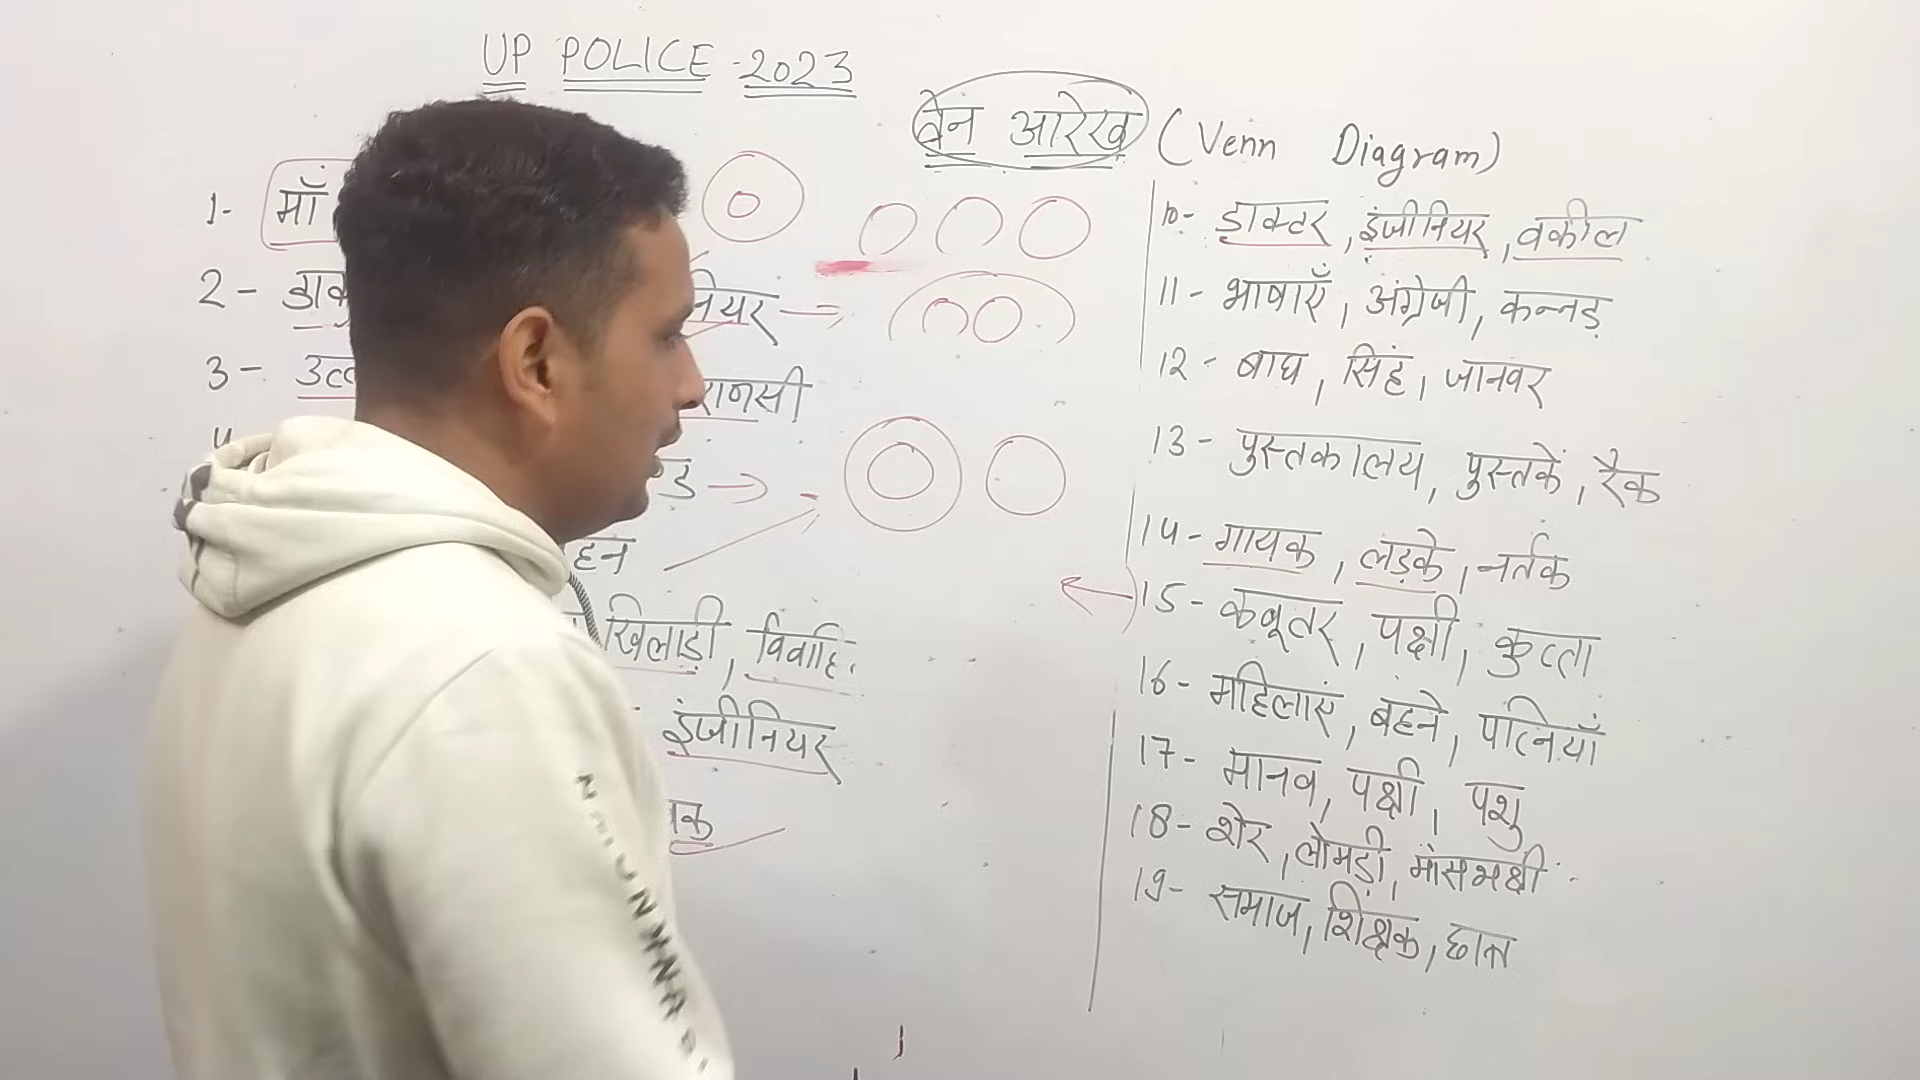 UP POLICE - 2023
वेन आरेख (Venn Diagram)
1- माँ
2-
3-
खिलाड़ी,
इंजीनियर
10- डाक्टर, इंजीनियर, वकील
11- भाषाएँ, अंग्रेजी, कन्नड़
12- बाघ, सिंह, जानवर
13- पुस्तकालय, पुस्तकें, रैक
14- गायक, लड़के, नर्तक
15- कबूतर, पक्षी, कुत्ता
16- महिलाएं, बहने, पत्नियाँ
17- मानव, पक्षी, पशु
18- शेर, लोमड़ी, मांसभक्षी
19- समाज, शिक्षक, छात्र